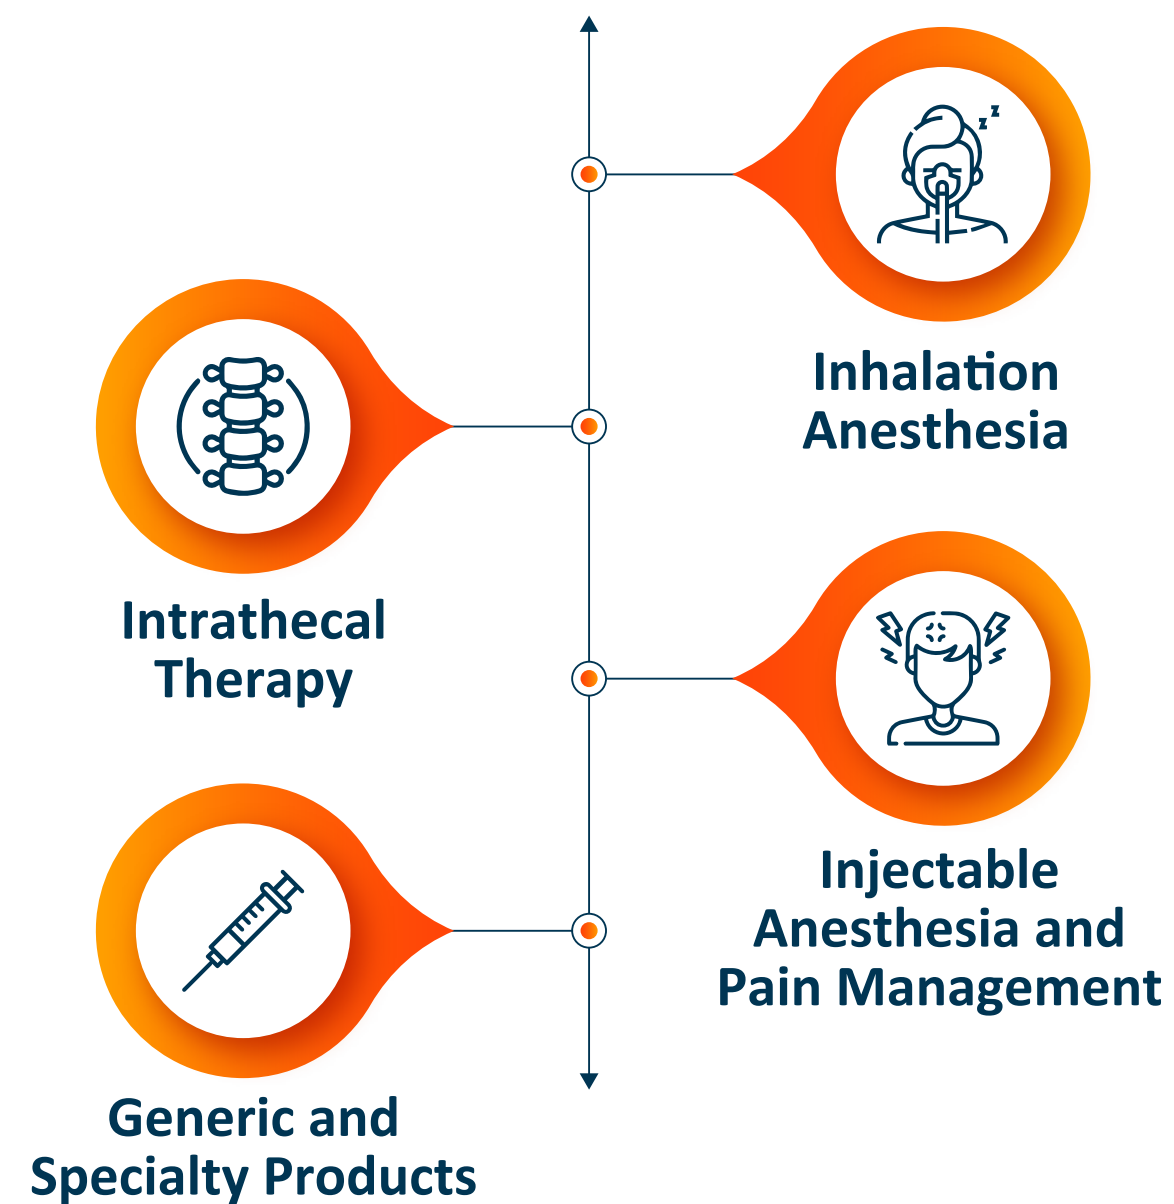 Inhalation
Anesthesia
Intrathecal
Therapy
Injectable
Anesthesia and
Pain Management
Generic and
Specialty Products